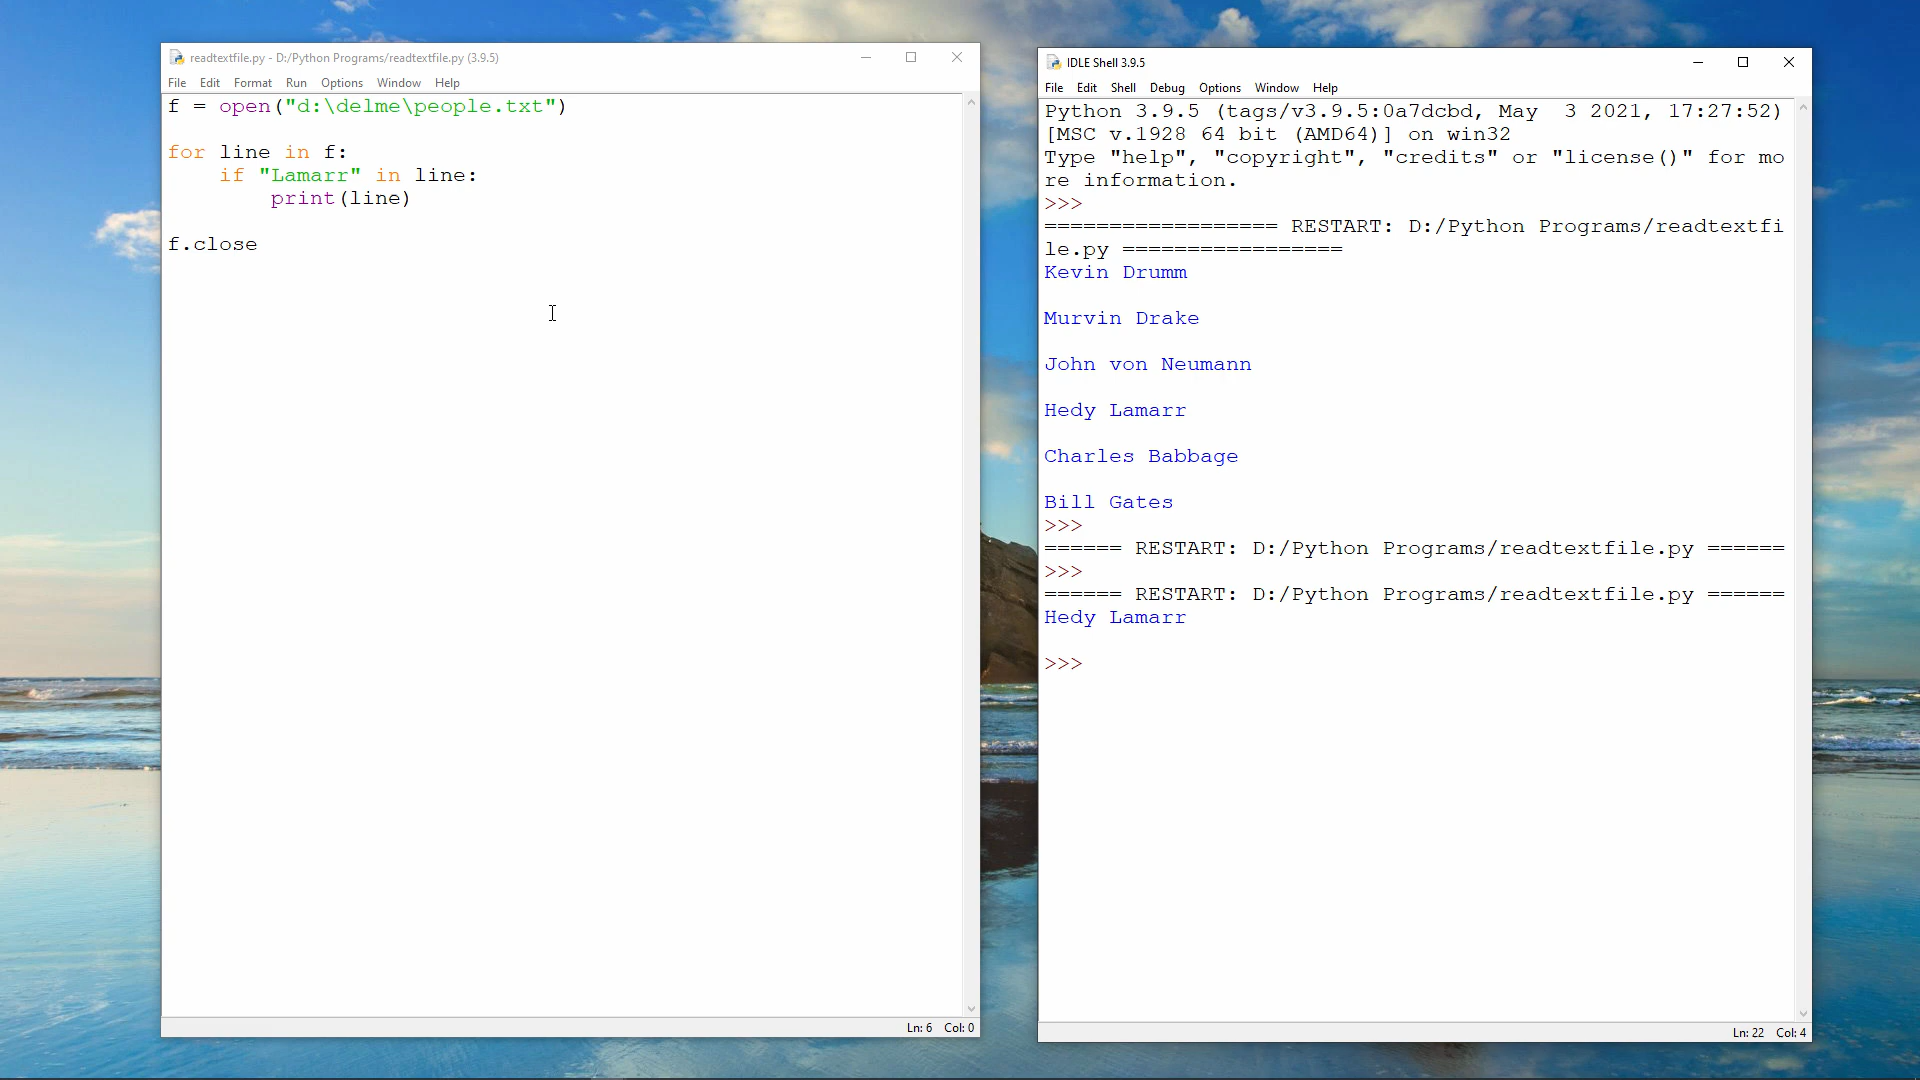 readtextfile.py - D:/Python Programs/readtextfile.py (3.9.5)
File Edit Format Run Options Window Help
f = open("d:\delme\people.txt")
for line in f:
    if "Lamarr" in line:
        print(line)
f.close
Ln: 6 Col: 0
IDLE Shell 3.9.5
File Edit Shell Debug Options Window Help
Python 3.9.5 (tags/v3.9.5:0a7dcbd, May  3 2021, 17:27:52)
[MSC v.1928 64 bit (AMD64)] on win32
Type "help", "copyright", "credits" or "license()" for mo
re information.
>>>
================== RESTART: D:/Python Programs/readtextfi
le.py =================
Kevin Drumm
Murvin Drake
John von Neumann
Hedy Lamarr
Charles Babbage
Bill Gates
>>>
====== RESTART: D:/Python Programs/readtextfile.py ======
>>>
====== RESTART: D:/Python Programs/readtextfile.py ======
Hedy Lamarr
>>>
Ln: 22 Col: 4